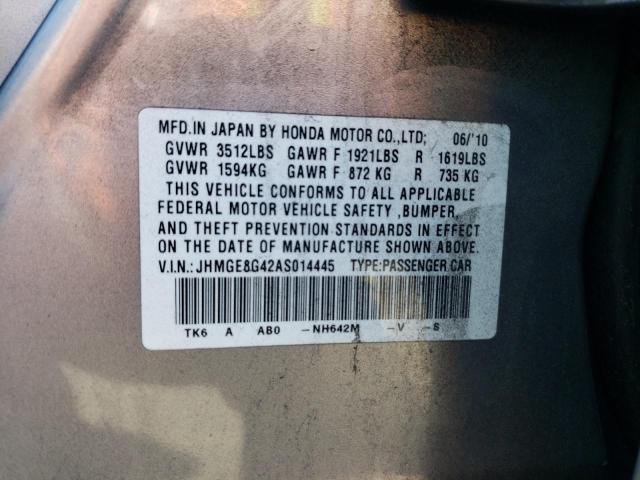 MFD.IN JAPAN BY HONDA MOTOR CO.,LTD; 06/'10
GVWR 3512LBS GAWR F 1921LBS R 1619LBS
GVWR 1594KG GAWR F 872 KG R 735 KG
THIS VEHICLE CONFORMS TO ALL APPLICABLE
FEDERAL MOTOR VEHICLE SAFETY ,BUMPER,
AND THEFT PREVENTION STANDARDS IN EFFECT
ON THE DATE OF MANUFACTURE SHOWN ABOVE.
V.I.N.: JHMGE8G42AS014445 TYPE:PASSENGER CAR
TK6 A AB0 -NH642M -V -S